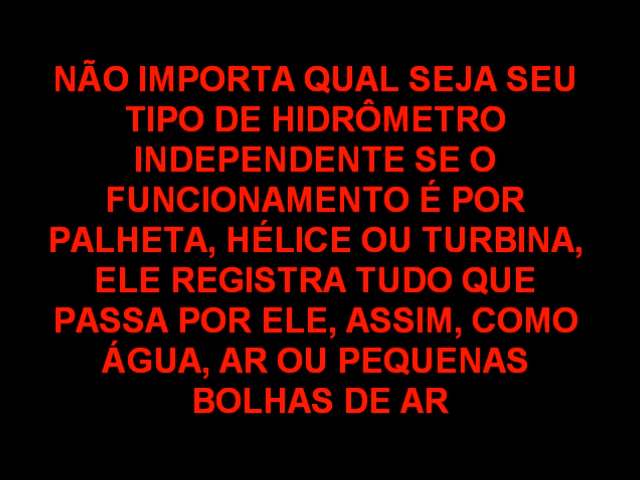 NÃO IMPORTA QUAL SEJA SEU
TIPO DE HIDRÔMETRO
INDEPENDENTE SE O
FUNCIONAMENTO É POR
PALHETA, HÉLICE OU TURBINA,
ELE REGISTRA TUDO QUE
PASSA POR ELE, ASSIM, COMO
ÁGUA, AR OU PEQUENAS
BOLHAS DE AR